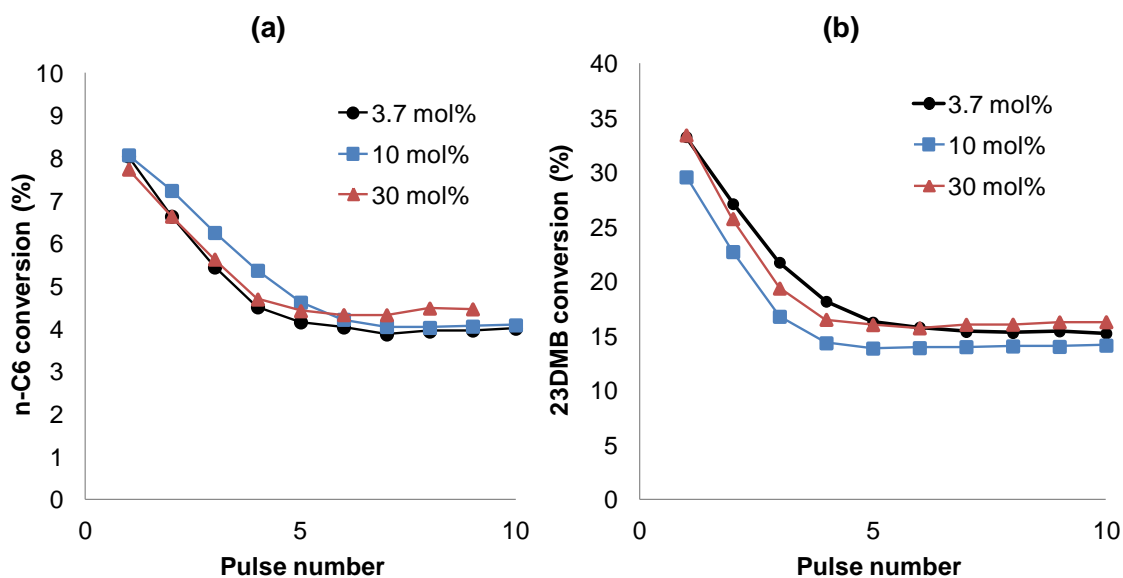 (a)
n-C6 conversion (%)
10
9
8
7
6
5
4
3
2
1
0
0
5
10
Pulse number
3.7 mol%
10 mol%
30 mol%
(b)
23DMB conversion (%)
40
35
30
25
20
15
10
5
0
0
5
10
Pulse number
3.7 mol%
10 mol%
30 mol%